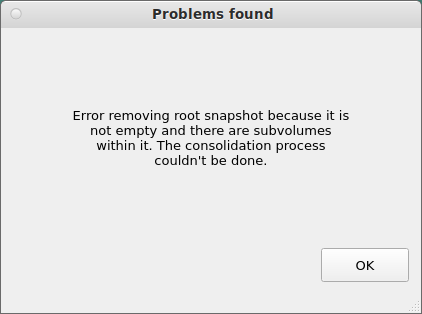 Problems found
Error removing root snapshot because it is
not empty and there are subvolumes
within it. The consolidation process
couldn't be done.
OK